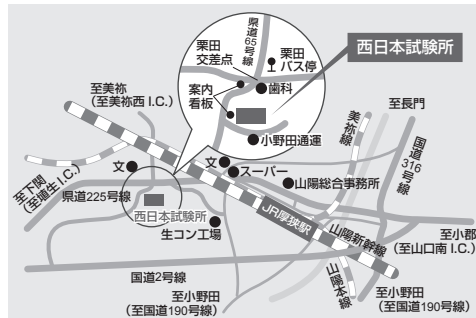 西日本試験所
県道
65号線
栗田
交差点
栗田
バス停
歯科
案内
看板
小野田通運
至美祢
(至美祢西 I.C.)
至長門
美祢線
国道
316号線
至下関
(至埴生 I.C.)
文
文
スーパー
山陽総合事務所
県道225号線
西日本試験所
生コン工場
JR厚狭駅
山陽新幹線
至小郡
(至山口南 I.C.)
国道2号線
山陽本線
至小野田
(至国道190号線)
至小野田
(至国道190号線)